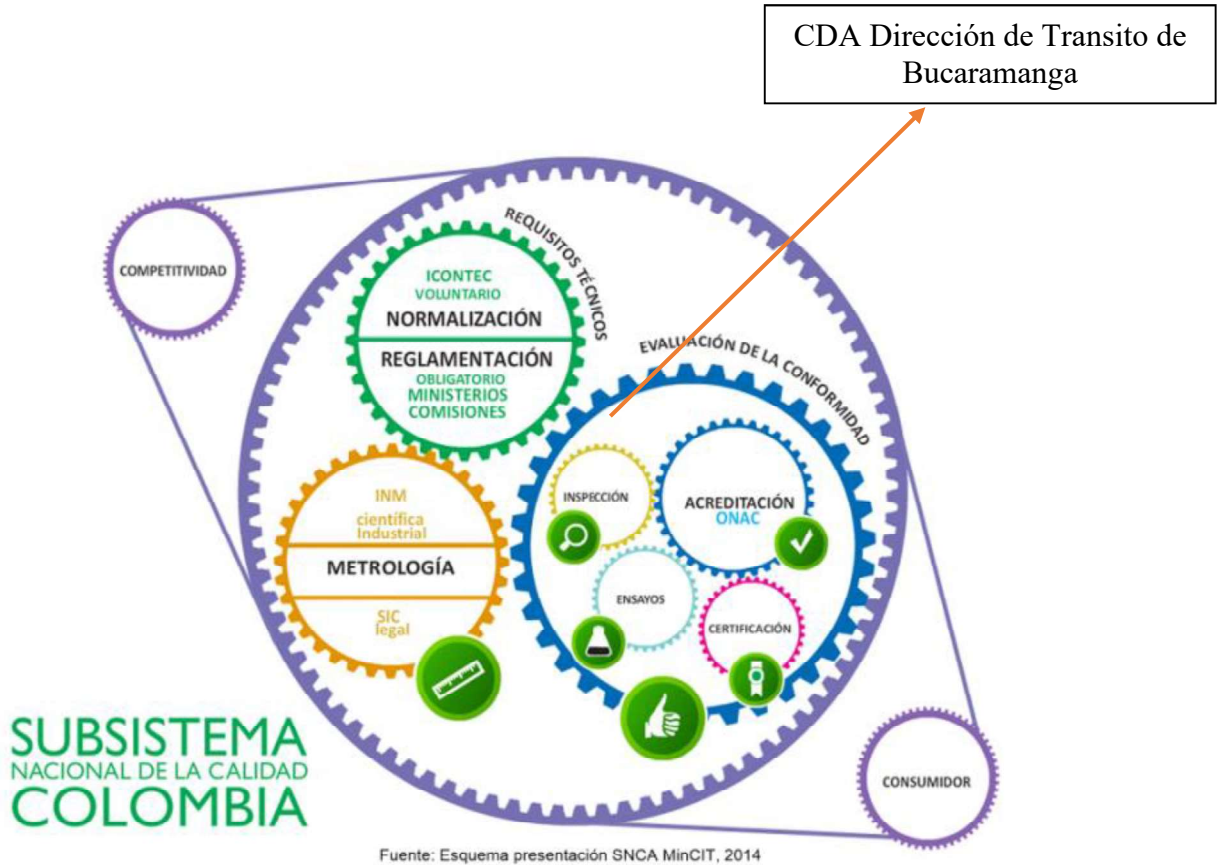 CDA Dirección de Transito de
Bucaramanga
COMPETITIVIDAD
REQUISITOS TÉCNICOS
ICONTEC
VOLUNTARIO
NORMALIZACIÓN
REGLAMENTACIÓN
OBLIGATORIO
MINISTERIOS
COMISIONES
EVALUACIÓN DE LA CONFORMIDAD
INM
científica
Industrial
METROLOGÍA
SIC
legal
INSPECCIÓN
ACREDITACIÓN
ONAC
ENSAYOS
CERTIFICACIÓN
SUBSISTEMA
NACIONAL DE LA CALIDAD
COLOMBIA
CONSUMIDOR
Fuente: Esquema presentación SNCA MinCIT, 2014